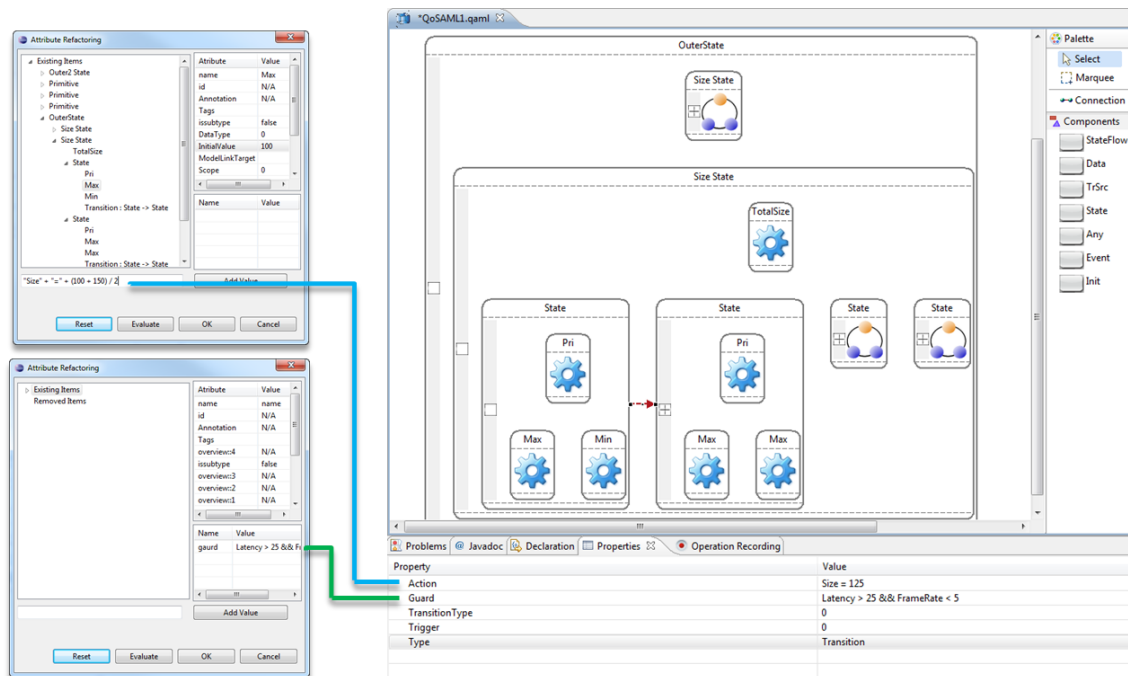 Attribute Refactoring
Existing Items
Outer2 State
Primitive
Primitive
Primitive
OuterState
Size State
Size State
TotalSize
State
Pri
Max
Min
Transition : State -> State
State
Pri
Max
Max
Transition : State -> State
Attribute Value
name Max
id N/A
Annotation N/A
Tags
issubtype false
DataType 0
InitialValue 100
ModelLinkTarget
Scope 0
Name Value
"Size" + "=" + (100 + 150) / 2
Add Value
Reset Evaluate OK Cancel
Attribute Refactoring
Existing Items
Removed Items
Attribute Value
name name
id N/A
Annotation N/A
Tags
overview::4 N/A
issubtype false
overview::3 N/A
overview::2 N/A
overview::1 N/A
Name Value
gaurd Latency > 25 && F
Add Value
Reset Evaluate OK Cancel
*QoSAML1.qaml
OuterState
Size State
Size State
TotalSize
State State State State
Pri Pri
Max Min Max Max
Palette
Select
Marquee
Connection
Components
StateFlow
Data
TrSrc
State
Any
Event
Init
Problems @ Javadoc Declaration Properties Operation Recording
Property Value
Action Size = 125
Guard Latency > 25 && FrameRate < 5
TransitionType 0
Trigger 0
Type Transition